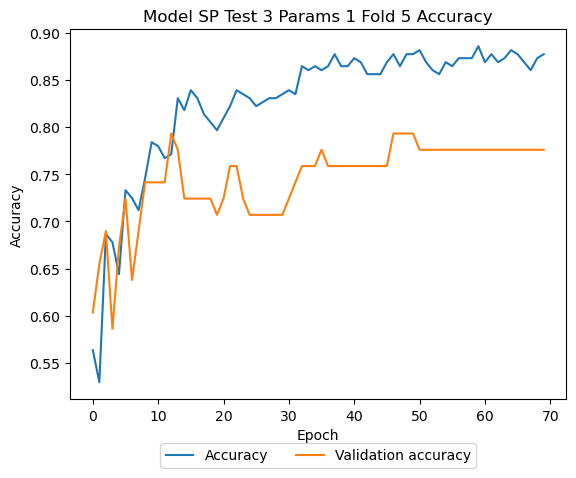 Model SP Test 3 Params 1 Fold 5 Accuracy
0.90
0.85
0.80
0.75
0.70
0.65
0.60
0.55
Accuracy
0 10 20 30 40 50 60 70
Epoch
Accuracy Validation accuracy